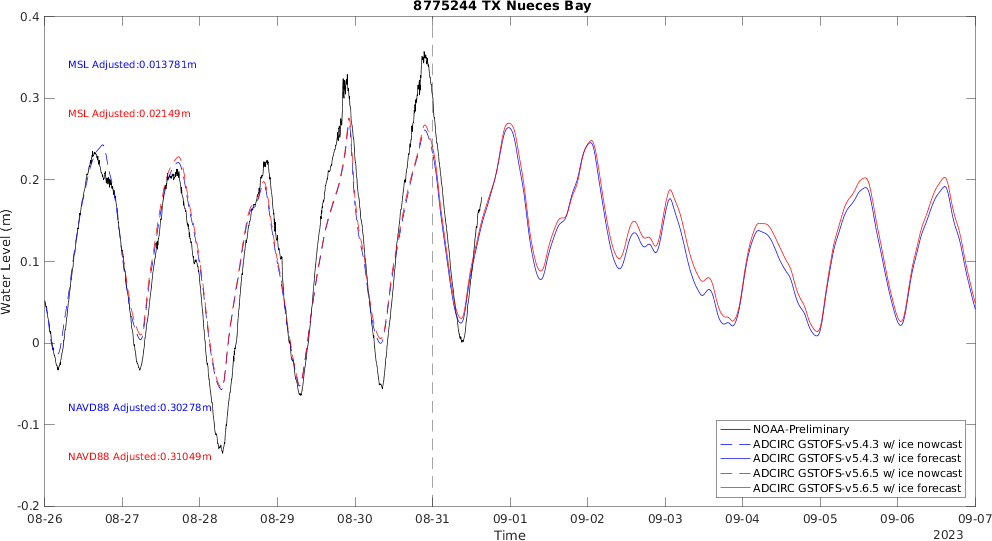 8775244 TX Nueces Bay
0.4
0.3
0.2
0.1
0
-0.1
-0.2
Water Level (m)
MSL Adjusted:0.013781m
MSL Adjusted:0.02149m
NAVD88 Adjusted:0.30278m
NAVD88 Adjusted:0.31049m
NOAA-Preliminary
ADCIRC GSTOFS-v5.4.3 w/ ice nowcast
ADCIRC GSTOFS-v5.4.3 w/ ice forecast
ADCIRC GSTOFS-v5.6.5 w/ ice nowcast
ADCIRC GSTOFS-v5.6.5 w/ ice forecast
08-26 08-27 08-28 08-29 08-30 08-31 09-01 09-02 09-03 09-04 09-05 09-06 09-07
Time
2023